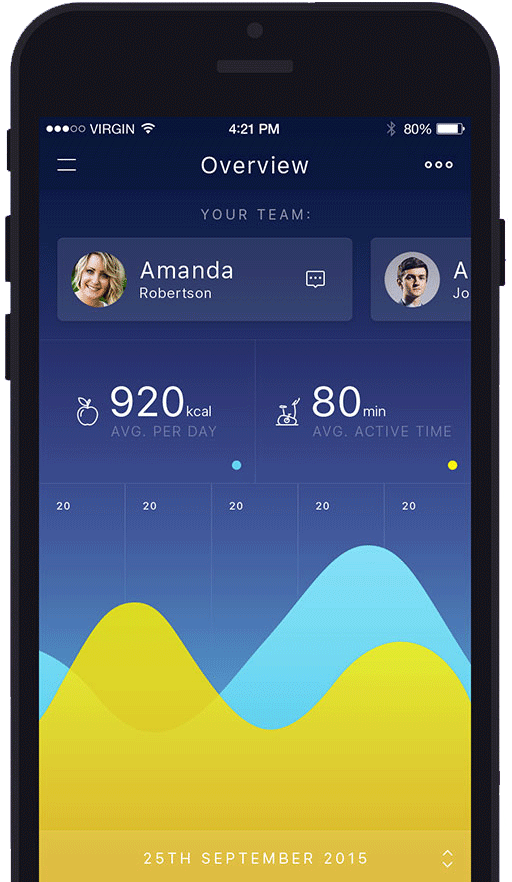 VIRGIN 4:21 PM 80%
Overview
YOUR TEAM:
Amanda
Robertson
A
Jo
920kcal
AVG. PER DAY
80min
AVG. ACTIVE TIME
20 20 20 20 20
25TH SEPTEMBER 2015